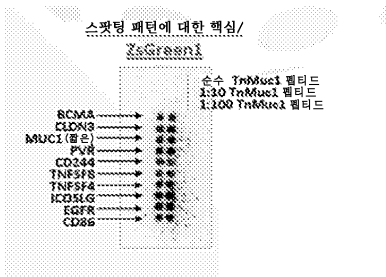 스팟팅 패턴에 대한 핵심/
ZsGreen1
순수 TnMuc1 펩티드
1:10 TnMuc1 펩티드
1:100 TnMuc1 펩티드
BCMA
CLDN3
MUC1(짧은)
PVR
CD244
TNFSF8
TNFSF4
ICOSLG
EGFR
CD86